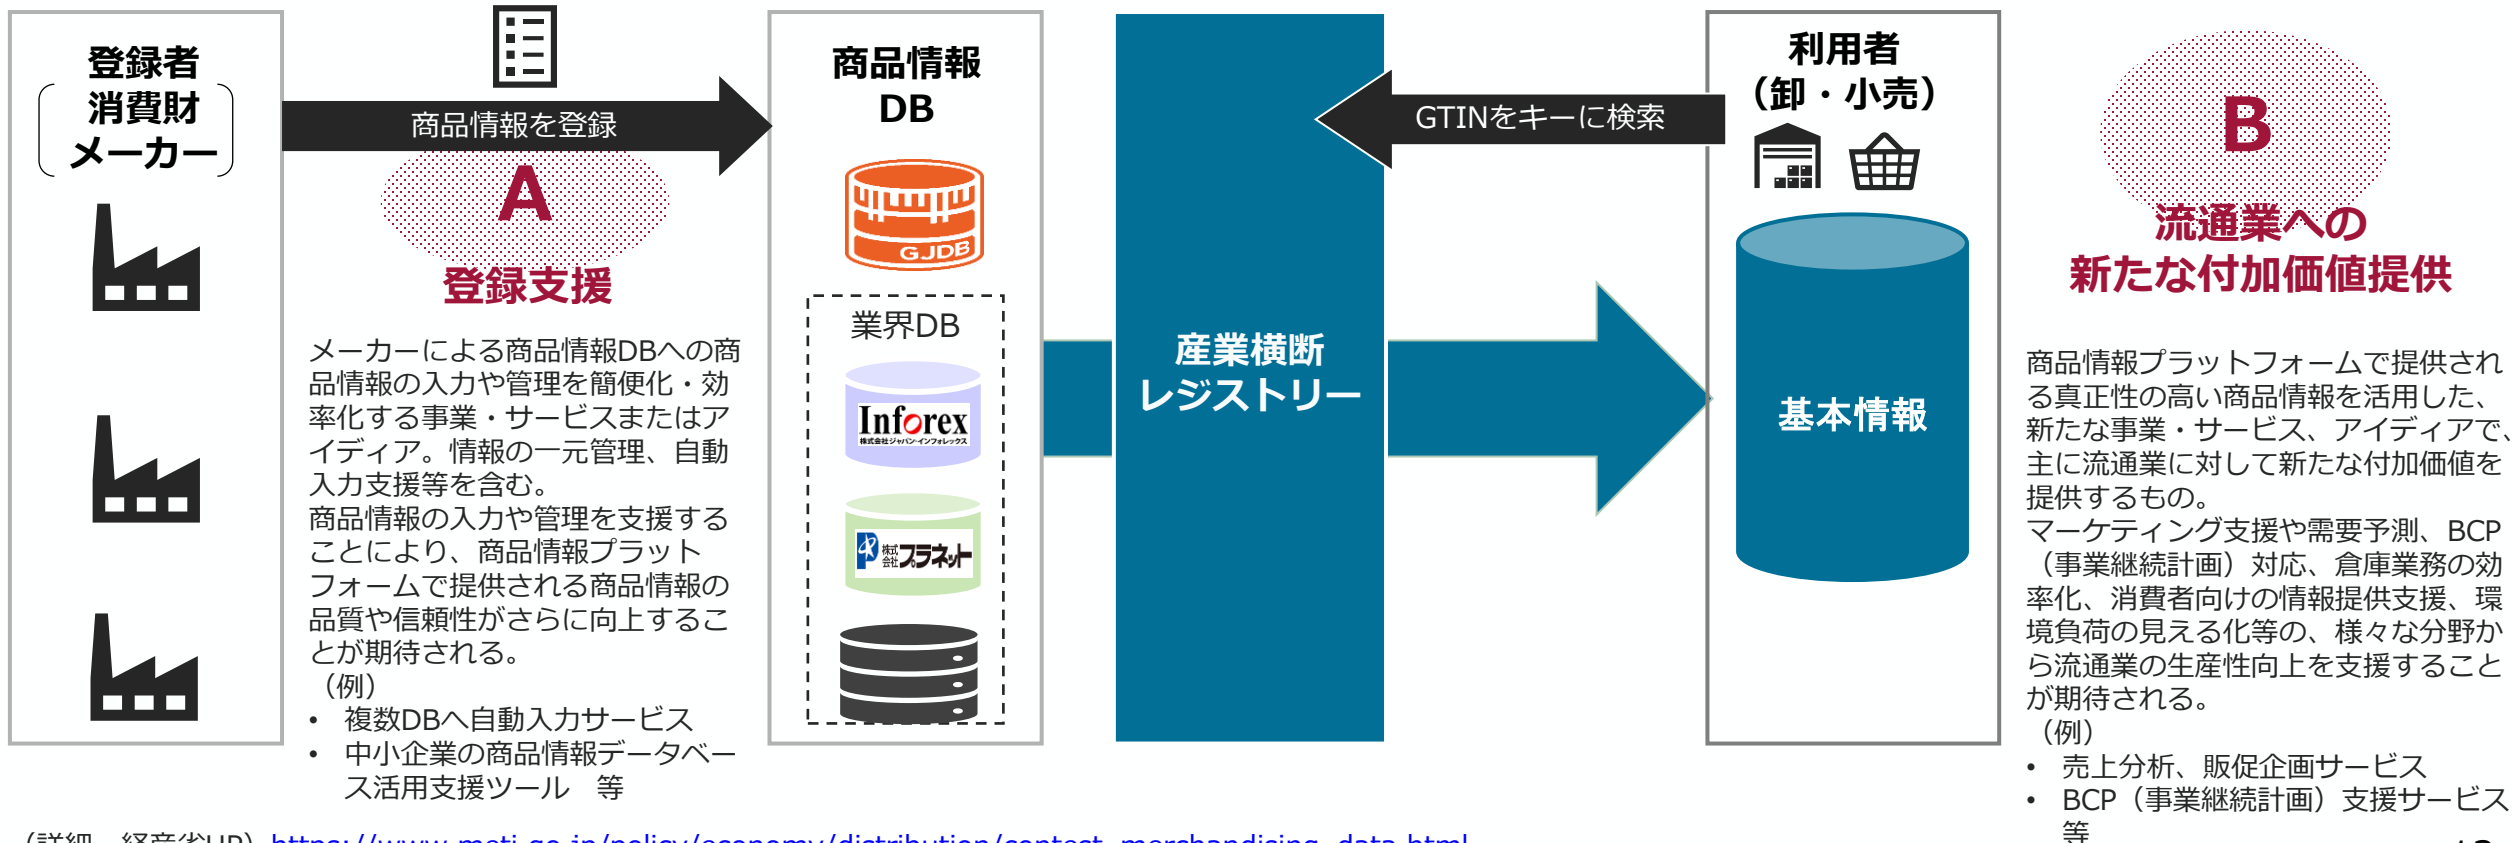 登録者
消費財
メーカー
商品情報を登録
A
登録支援
メーカーによる商品情報DBへの商
品情報の入力や管理を簡便化・効
率化する事業・サービスまたはア
イディア。情報の一元管理、自動
入力支援等を含む。
商品情報の入力や管理を支援する
ことにより、商品情報プラット
フォームで提供される商品情報の
品質や信頼性がさらに向上するこ
とが期待される。
（例）
• 複数DBへ自動入力サービス
• 中小企業の商品情報データベー
ス活用支援ツール　等
商品情報
DB
GJDB
業界DB
Inforex
株式会社ジャパン・インフォレックス
株式会社プラネット
産業横断
レジストリー
GTINをキーに検索
利用者
（卸・小売）
基本情報
B
流通業への
新たな付加価値提供
商品情報プラットフォームで提供され
る真正性の高い商品情報を活用した、
新たな事業・サービス、アイディアで、
主に流通業に対して新たな付加価値を
提供するもの。
マーケティング支援や需要予測、BCP
（事業継続計画）対応、倉庫業務の効
率化、消費者向けの情報提供支援、環
境負荷の見える化等の、様々な分野か
ら流通業の生産性向上を支援すること
が期待される。
（例）
• 売上分析、販促企画サービス
• BCP（事業継続計画）支援サービス
等
（詳細　経産省HP）https://www.meti.go.jp/policy/economy/distribution/contest_merchandising_data.html